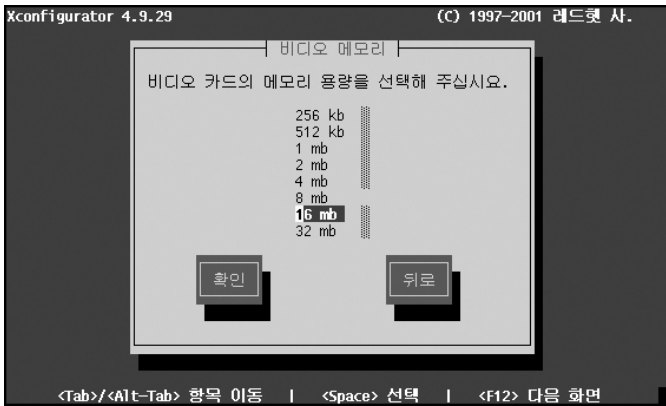 Xconfigurator 4.9.29 (C) 1997-2001 레드햇 사.
비디오 메모리
비디오 카드의 메모리 용량을 선택해 주십시요.
256 kb
512 kb
1 mb
2 mb
4 mb
8 mb
16 mb
32 mb
확인 뒤로
<Tab>/<Alt-Tab> 항목 이동 | <Space> 선택 | <F12> 다음 화면